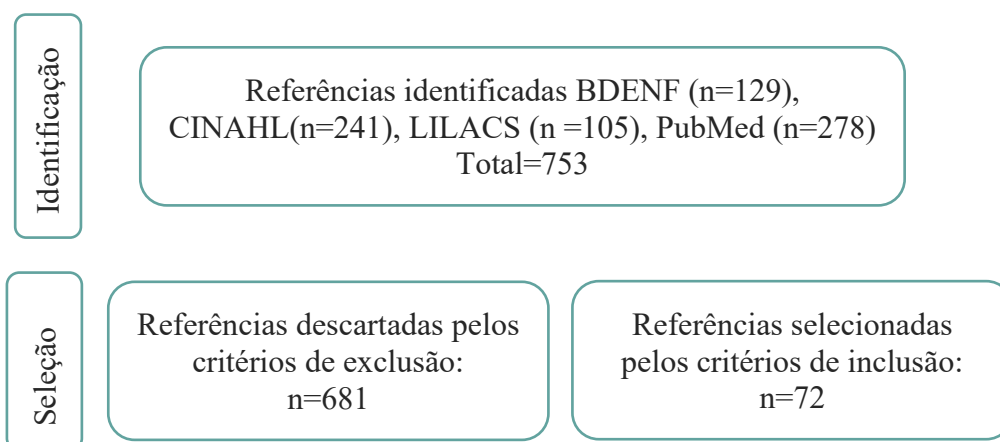 Identificação
Referências identificadas BDENF (n=129),
CINAHL(n=241), LILACS (n =105), PubMed (n=278)
Total=753
Seleção
Referências descartadas pelos
critérios de exclusão:
n=681
Referências selecionadas
pelos critérios de inclusão:
n=72